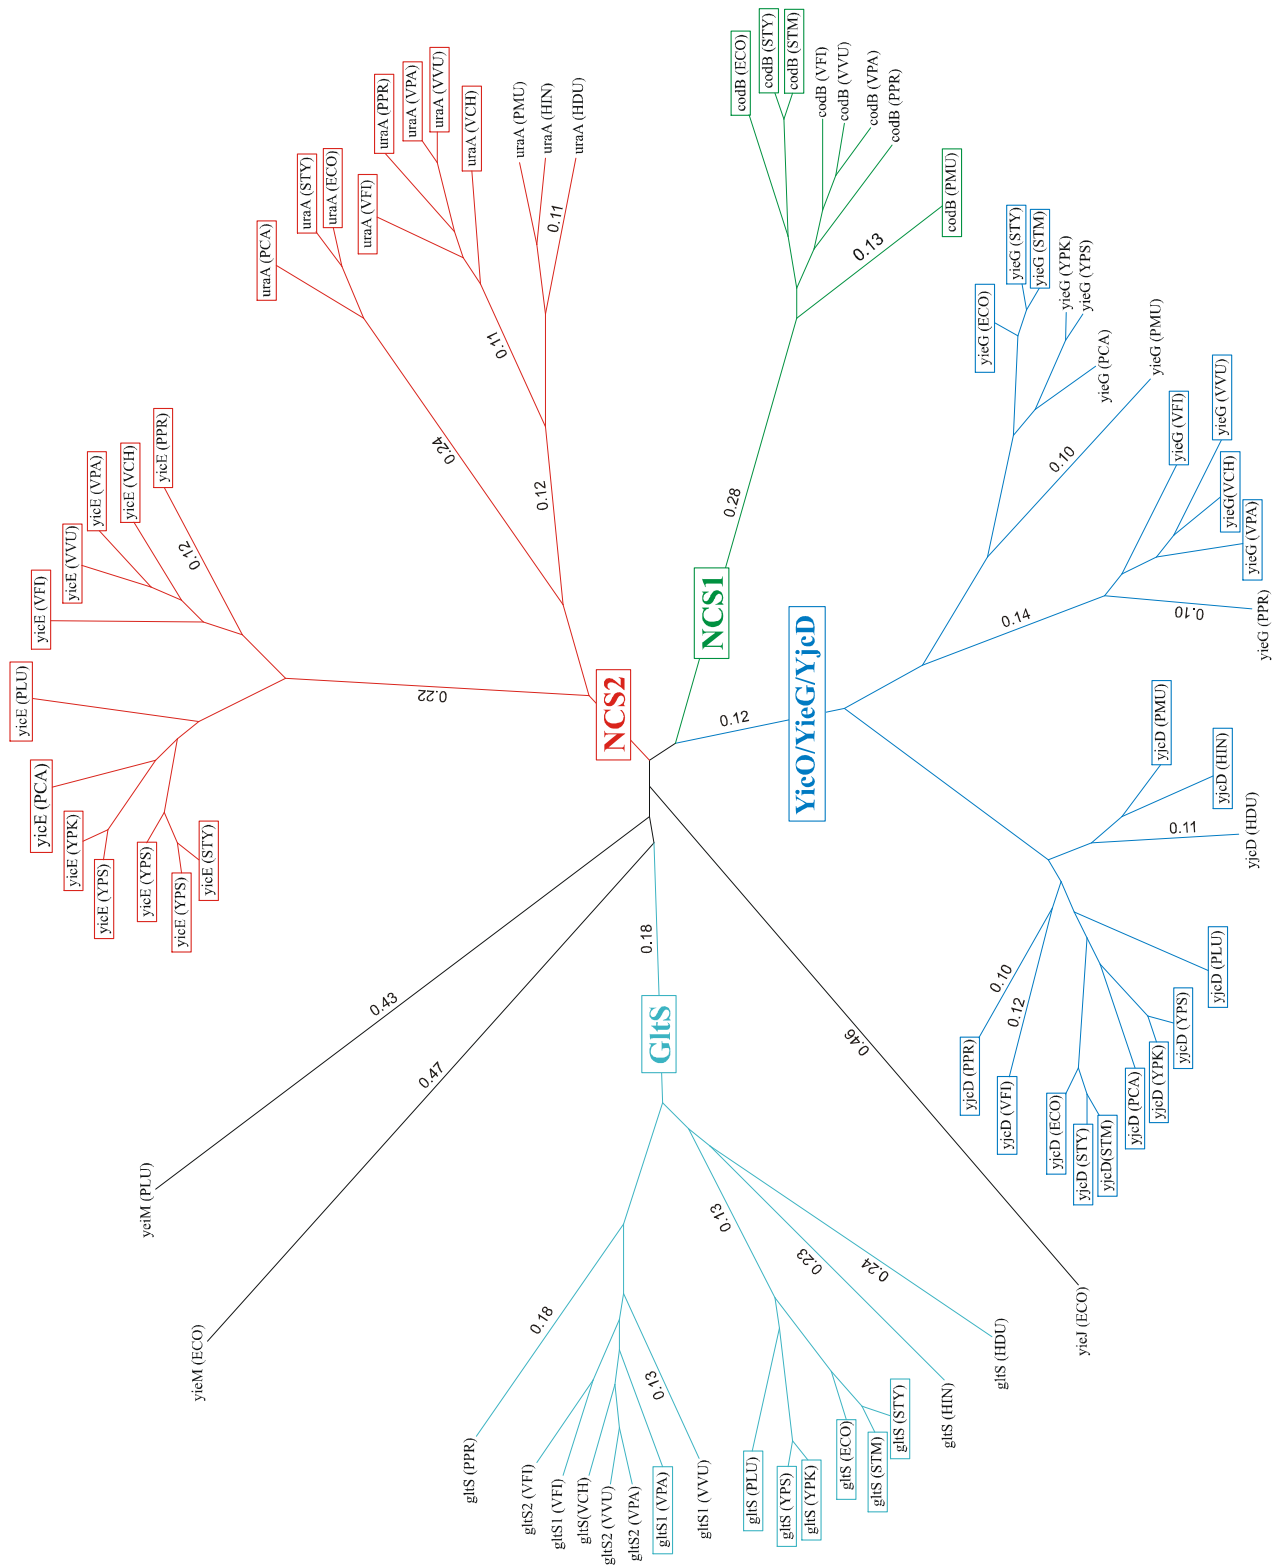 uraA (PCA)
uraA (STY)
uraA (ECO)
uraA (VFI)
uraA (PPR)
uraA (VPA)
uraA (VVU)
uraA (VCH)
uraA (PMU)
uraA (HIN)
uraA (HDU)
0.11
0.11
0.24
0.12
codB (ECO)
codB (STY)
codB (STM)
codB (VFI)
codB (VVU)
codB (VPA)
codB (PPR)
codB (PMU)
0.13
0.28
NCS1
yicE (PPR)
yicE (VCH)
yicE (VPA)
yicE (VVU)
yicE (VFI)
yicE (PLU)
yicE (PCA)
yicE (YPK)
yicE (YPS)
yicE (YPS)
yicE (YPS)
yicE (STY)
0.12
0.22
NCS2
yieG (ECO)
yieG (STY)
yieG (STM)
yieG (YPK)
yieG (YPS)
yieG (PCA)
yieG (PMU)
yieG (VFI)
yieG (VVU)
yieG(VCH)
yieG (VPA)
yieG (PPR)
0.10
0.14
0.10
0.12
YicO/YieG/YjcD
yjcD (PMU)
yjcD (HIN)
yjcD (HDU)
0.11
yjcD (PLU)
yjcD (YPS)
yjcD (YPK)
yjcD (PCA)
yjcD(STM)
yjcD (STY)
yjcD (ECO)
yjcD (VFI)
yjcD (PPR)
0.10
0.12
0.43
0.47
0.18
0.46
GltS
yeiM (PLU)
yieM (ECO)
yicJ (ECO)
0.18
0.13
0.13
0.23
0.24
gltS (PPR)
gltS2 (VFI)
gltS1 (VFI)
gltS(VCH)
gltS2 (VVU)
gltS2 (VPA)
gltS1 (VPA)
gltS1 (VVU)
gltS (PLU)
gltS (YPS)
gltS (YPK)
gltS (ECO)
gltS (STM)
gltS (STY)
gltS (HIN)
gltS (HDU)